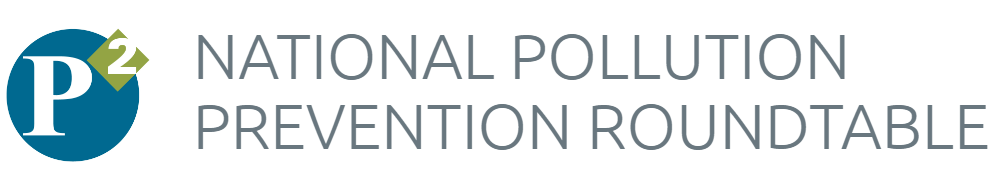 P2
NATIONAL POLLUTION
PREVENTION ROUNDTABLE